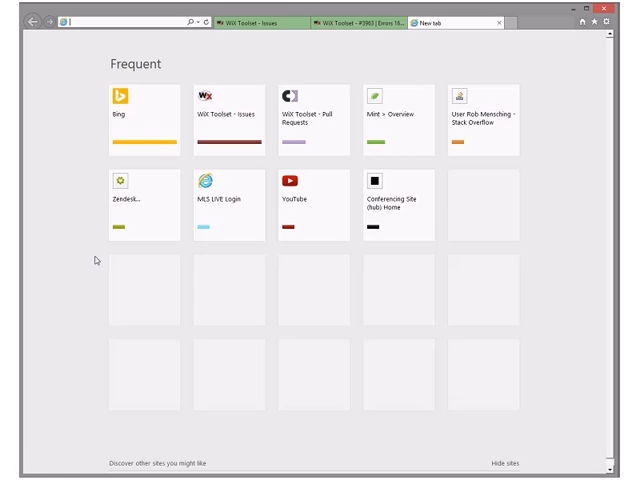 WiX Toolset - Issues
WiX Toolset - #3963 | Errors 16...
New tab
Frequent
Bing
WiX Toolset - Issues
WiX Toolset - Pull
Requests
Mint > Overview
User Rob Mensching -
Stack Overflow
Zendesk...
MLS LIVE Login
YouTube
Conferencing Site
(hub) Home
Discover other sites you might like
Hide sites